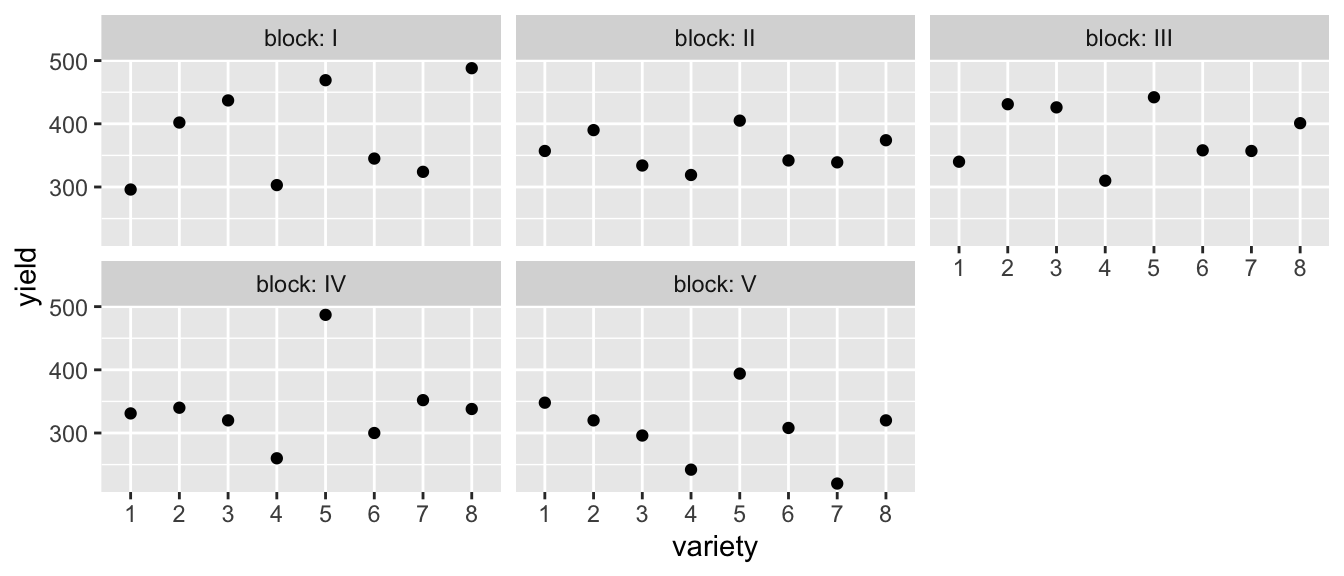 block: I
block: II
block: III
500
400
300
1 2 3 4 5 6 7 8
yield
block: IV
block: V
500
400
300
1 2 3 4 5 6 7 8
1 2 3 4 5 6 7 8
variety